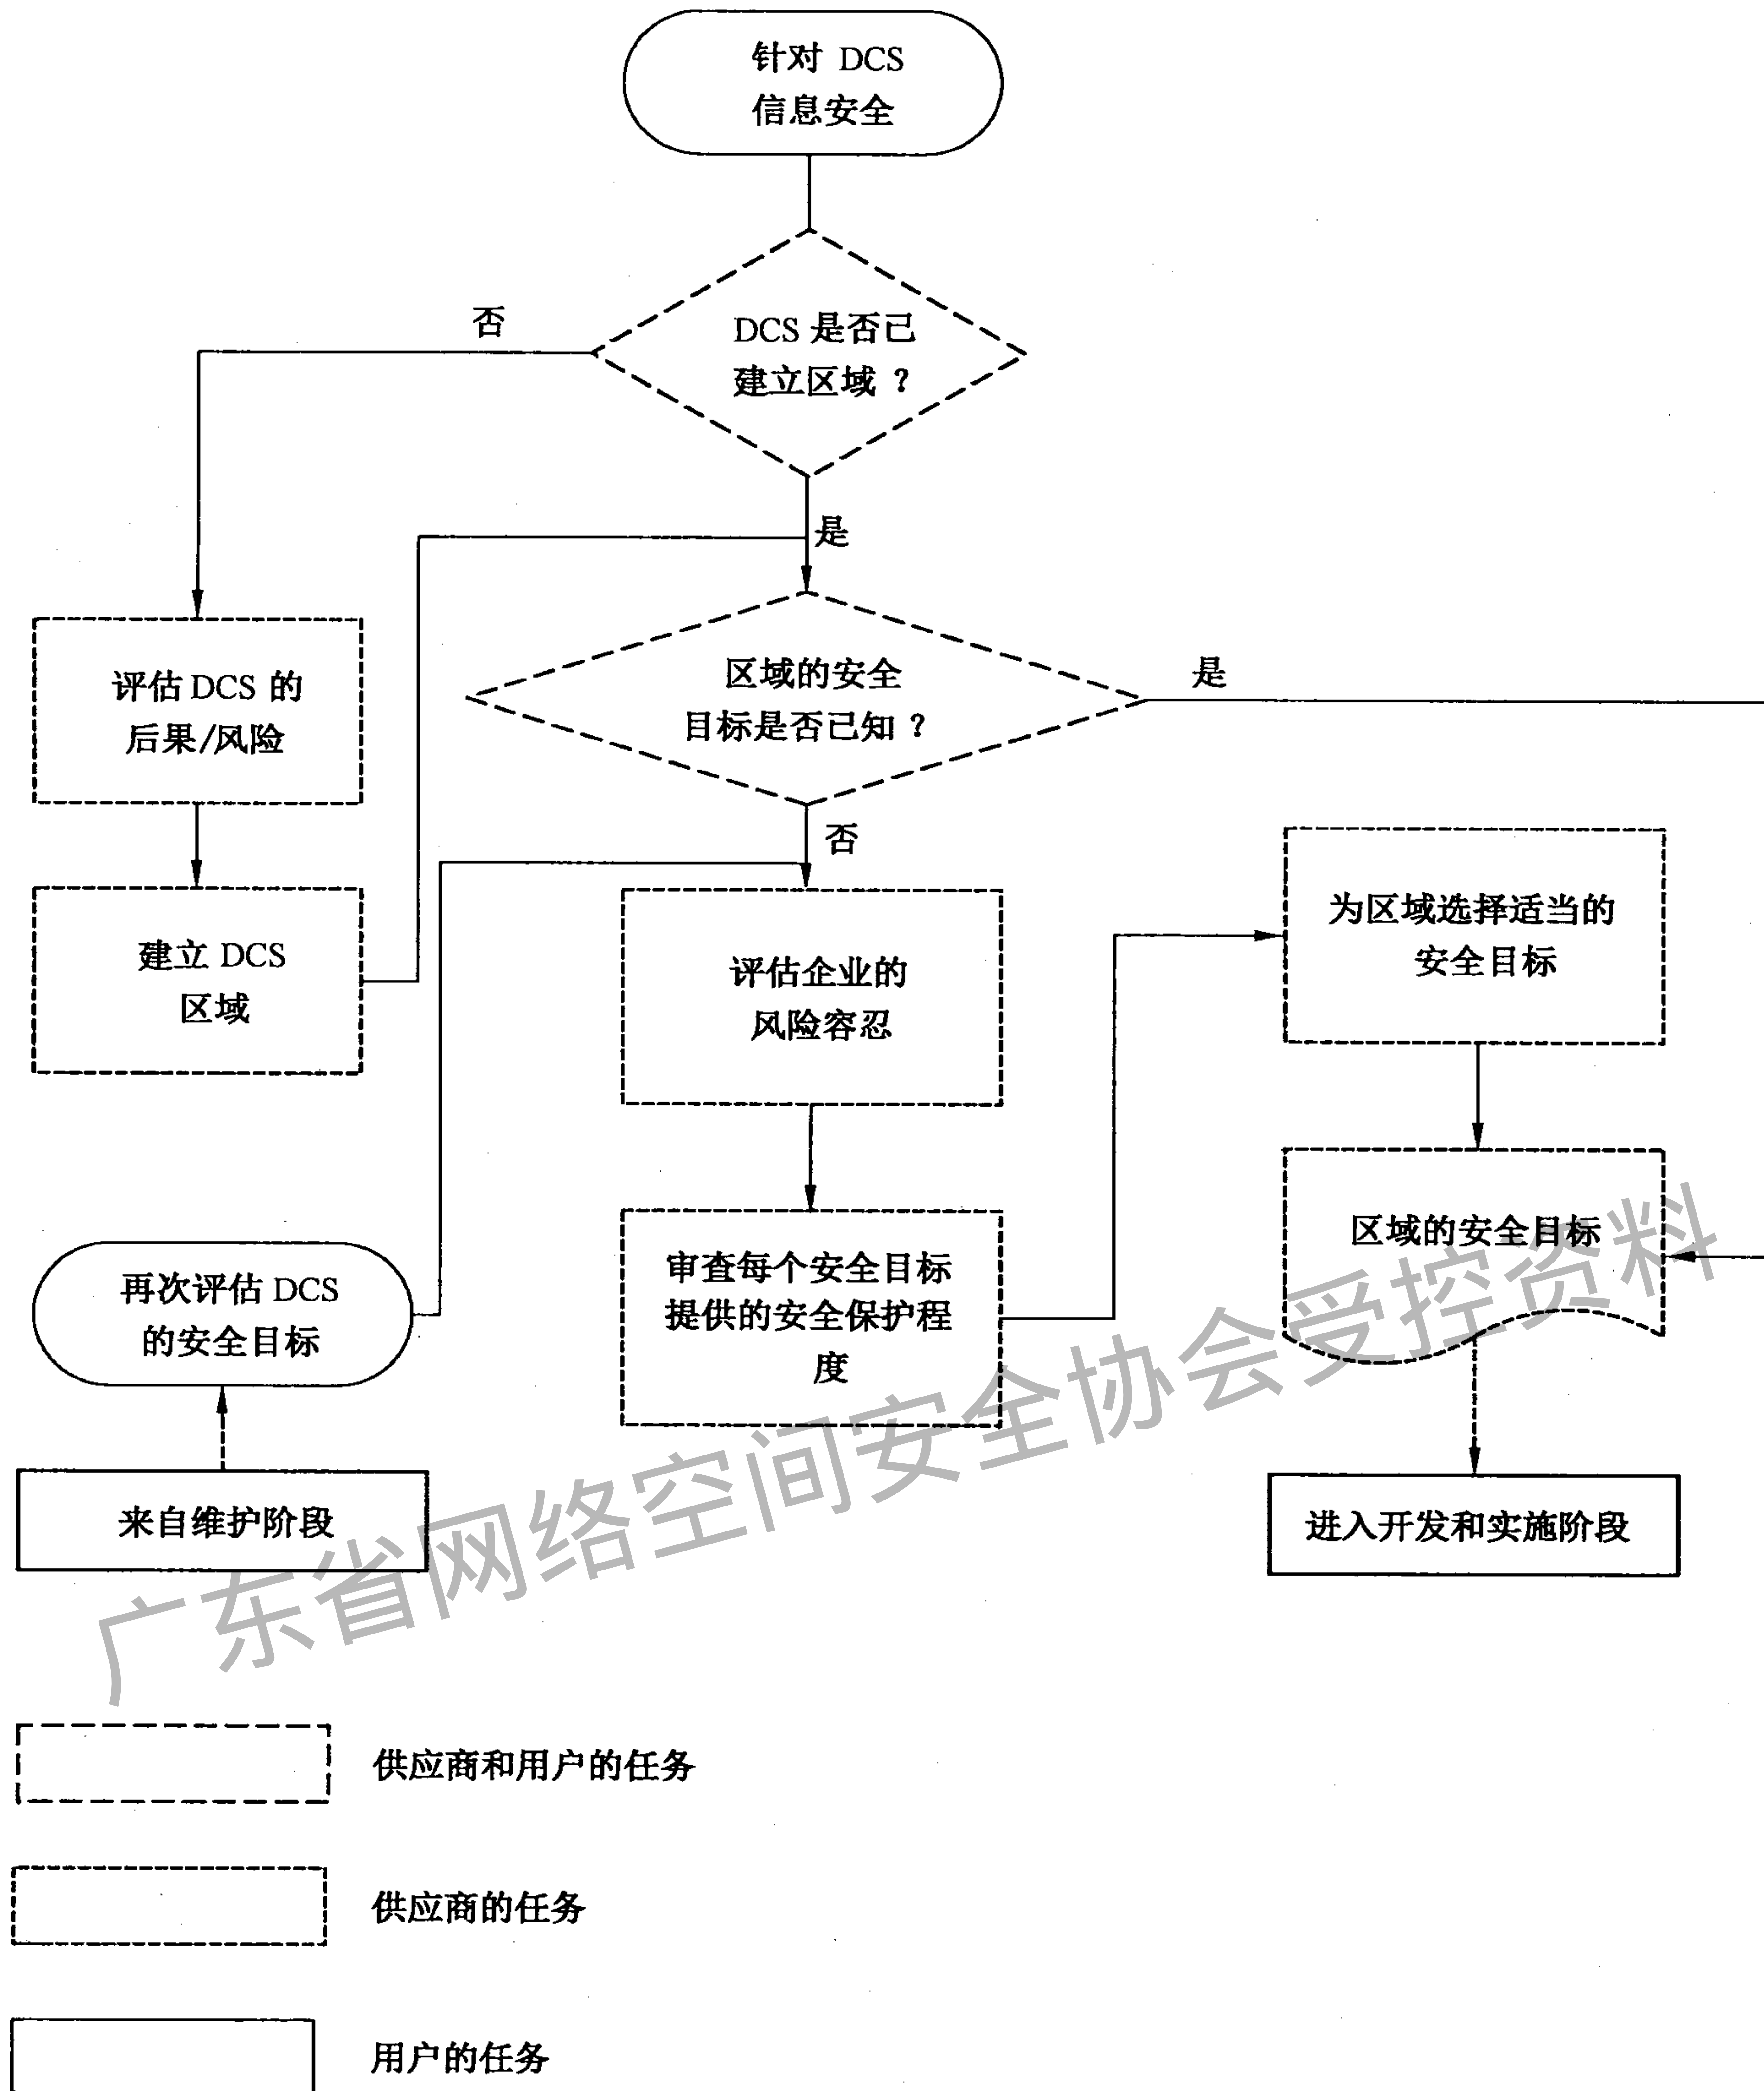 针对 DCS
信息安全
DCS 是否已
建立区域 ?
否
是
评估 DCS 的
后果/风险
区域的安全
目标是否已知 ?
是
否
建立 DCS
区域
评估企业的
风险容忍
为区域选择适当的
安全目标
再次评估 DCS
的安全目标
审查每个安全目标
提供的安全保护程
度
区域的安全目标
来自维护阶段
进入开发和实施阶段
广东省网络空间安全协会受控资料
供应商和用户的任务
供应商的任务
用户的任务